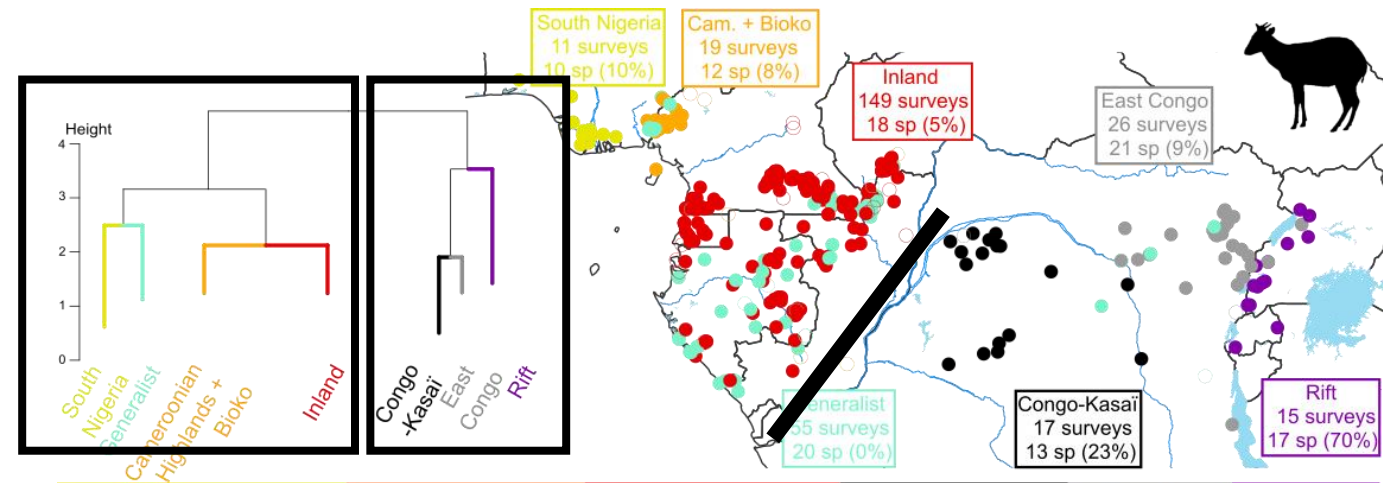 South Nigeria
11 surveys
10 sp (10%)
Cam. + Bioko
19 surveys
12 sp (8%)
Inland
149 surveys
18 sp (5%)
East Congo
26 surveys
21 sp (9%)
Height
4
3
2
1
0
South
Nigeria
Generalist
Cameroonian
Highlands +
Bioko
Inland
Congo
-Kasaï
East
Congo
Rift
Generalist
55 surveys
20 sp (0%)
Congo-Kasaï
17 surveys
13 sp (23%)
Rift
15 surveys
17 sp (70%)